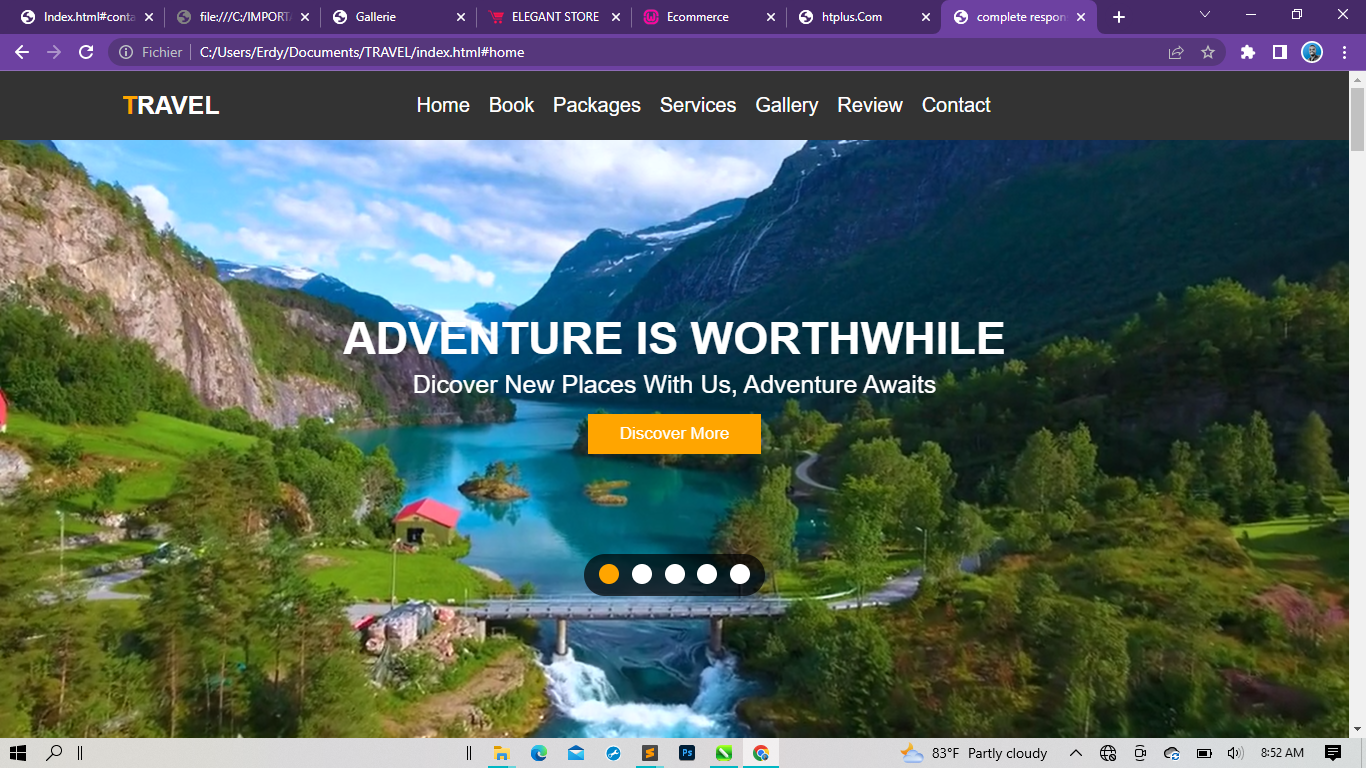 Index.html#conta
file:///C:/IMPORTA
Gallerie
ELEGANT STORE
Ecommerce
htplus.Com
complete respon
Fichier
C:/Users/Erdy/Documents/TRAVEL/index.html#home
TRAVEL
Home Book Packages Services Gallery Review Contact
ADVENTURE IS WORTHWHILE
Dicover New Places With Us, Adventure Awaits
Discover More
Ps
83°F Partly cloudy
8:52 AM